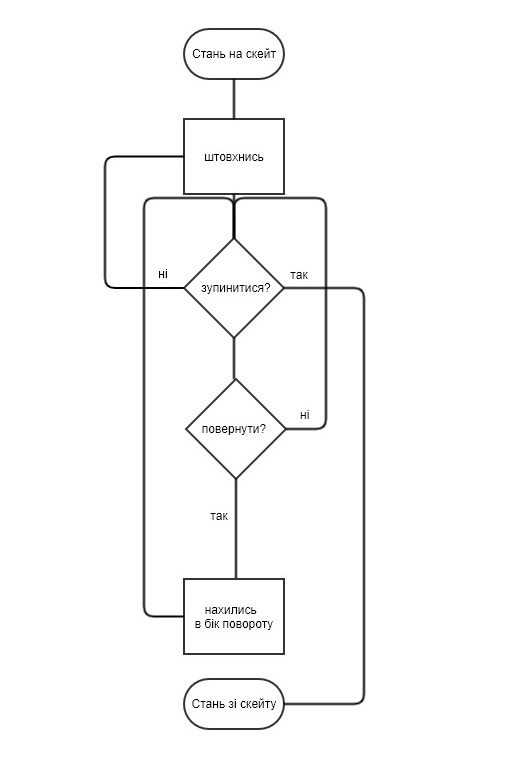 Стань на скейт
штовхнись
ні
так
зупинитися?
повернути?
ні
так
нахились
в бік повороту
Стань зі скейту